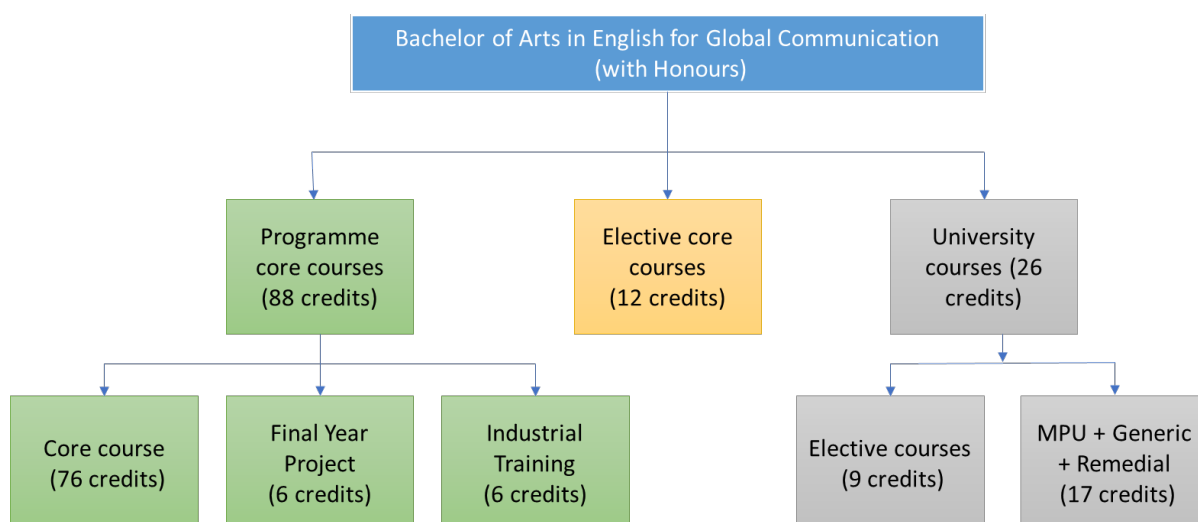 Bachelor of Arts in English for Global Communication
(with Honours)
Programme
core courses
(88 credits)
Elective core
courses
(12 credits)
University
courses (26
credits)
Core course
(76 credits)
Final Year
Project
(6 credits)
Industrial
Training
(6 credits)
Elective courses
(9 credits)
MPU + Generic
+ Remedial
(17 credits)